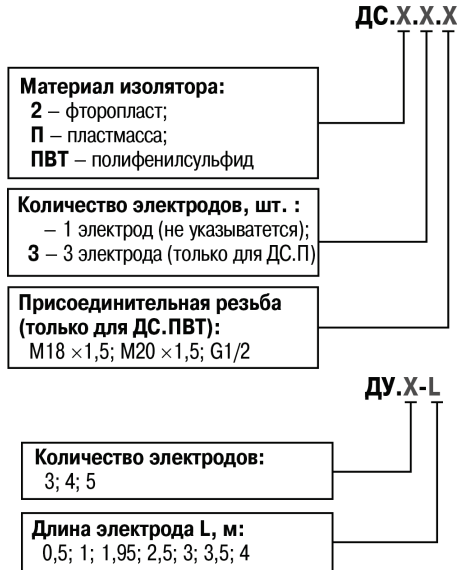 ДС.X.X.X
Материал изолятора:
2 – фторопласт;
П – пластмасса;
ПВТ – полифенилсульфид
Количество электродов, шт. :
– 1 электрод (не указыватется);
3 – 3 электрода (только для ДС.П)
Присоединительная резьба
(только для ДС.ПВТ):
М18 ×1,5; М20 ×1,5; G1/2
ДУ.X-L
Количество электродов:
3; 4; 5
Длина электрода L, м:
0,5; 1; 1,95; 2,5; 3; 3,5; 4